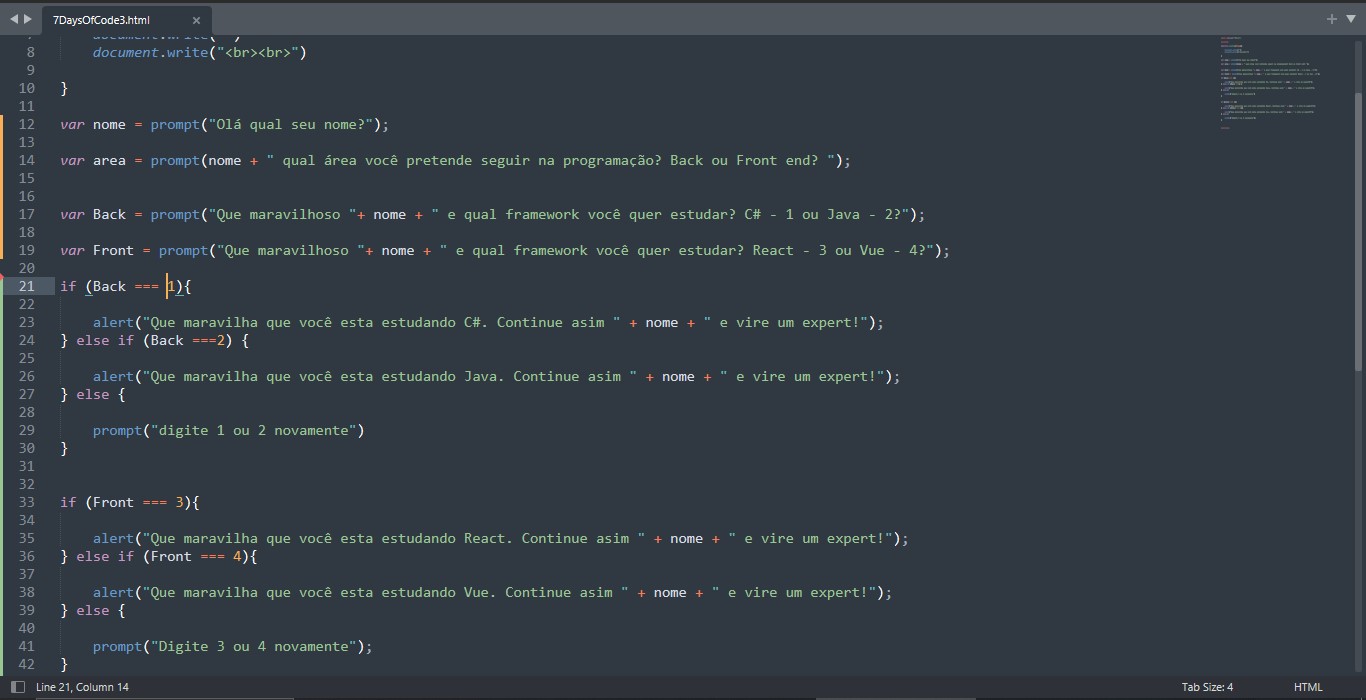 7DaysOfCode3.html
8 document.write("<br><br>")
9
10 }
11
12 var nome = prompt("Olá qual seu nome?");
13
14 var area = prompt(nome + " qual área você pretende seguir na programação? Back ou Front end? ");
15
16
17 var Back = prompt("Que maravilhoso "+ nome + " e qual framework você quer estudar? C# - 1 ou Java - 2?");
18
19 var Front = prompt("Que maravilhoso "+ nome + " e qual framework você quer estudar? React - 3 ou Vue - 4?");
20
21 if (Back === 1){
22
23 alert("Que maravilha que você esta estudando C#. Continue asim " + nome + " e vire um expert!");
24 } else if (Back ===2) {
25
26 alert("Que maravilha que você esta estudando Java. Continue asim " + nome + " e vire um expert!");
27 } else {
28
29 prompt("digite 1 ou 2 novamente")
30 }
31
32
33 if (Front === 3){
34
35 alert("Que maravilha que você esta estudando React. Continue asim " + nome + " e vire um expert!");
36 } else if (Front === 4){
37
38 alert("Que maravilha que você esta estudando Vue. Continue asim " + nome + " e vire um expert!");
39 } else {
40
41 prompt("Digite 3 ou 4 novamente");
42 }
Line 21, Column 14 Tab Size: 4 HTML